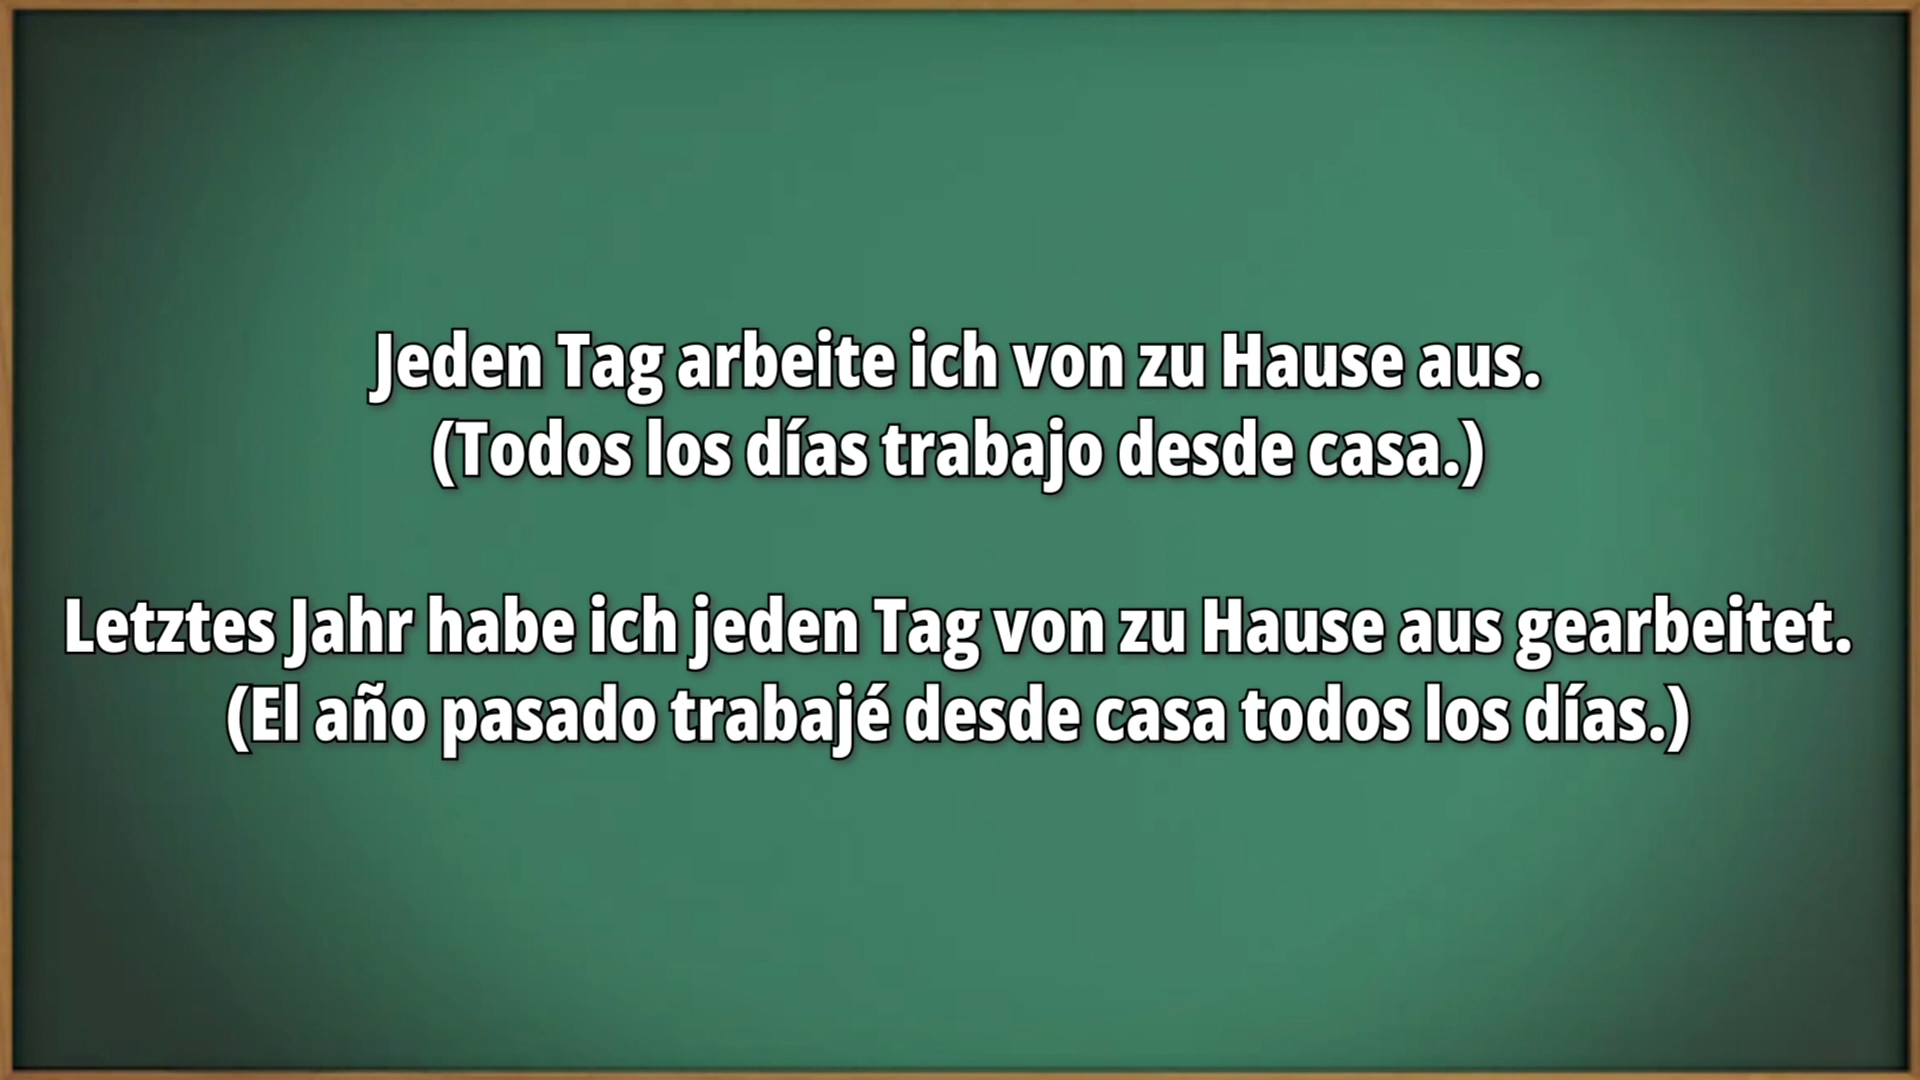 Jeden Tag arbeite ich von zu Hause aus.
(Todos los días trabajo desde casa.)
Letztes Jahr habe ich jeden Tag von zu Hause aus gearbeitet.
(El año pasado trabajé desde casa todos los días.)